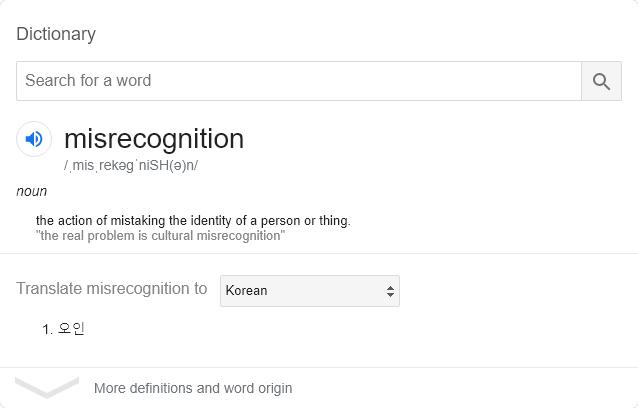 Dictionary
Search for a word
misrecognition
/ˌmisˌrekəɡˈniSH(ə)n/
noun
the action of mistaking the identity of a person or thing.
"the real problem is cultural misrecognition"
Translate misrecognition to Korean
1. 오인
More definitions and word origin